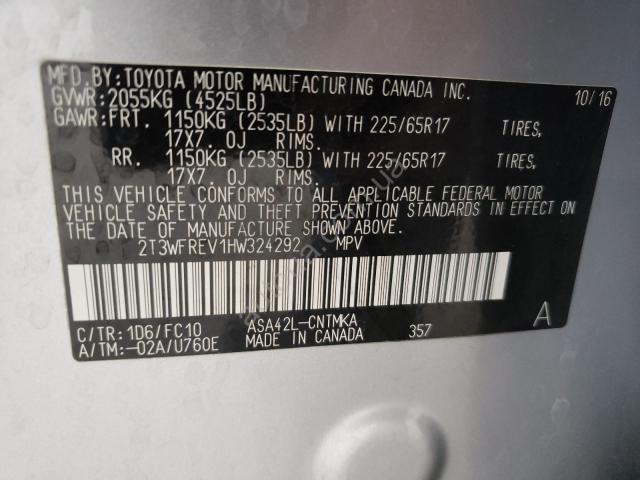 MFD.BY:TOYOTA MOTOR MANUFACTURING CANADA INC. 10/16
GVWR:2055KG (4525LB)
GAWR:FRT. 1150KG (2535LB) WITH 225/65R17 TIRES,
17X7. 0J RIMS.
RR. 1150KG (2535LB) WITH 225/65R17 TIRES,
17X7. 0J RIMS.
THIS VEHICLE CONFORMS TO ALL APPLICABLE FEDERAL MOTOR
VEHICLE SAFETY AND THEFT PREVENTION STANDARDS IN EFFECT ON
THE DATE OF MANUFACTURE SHOWN ABOVE.
2T3WFREV1HW324292 MPV
C/TR:1D6/FC10 ASA42L-CNTMKA 357 A
A/TM:-02A/U760E MADE IN CANADA